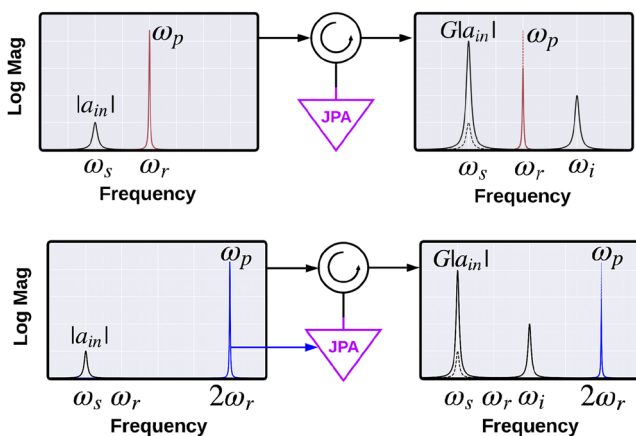 Log Mag
|a_in|
ω_p
ω_s
ω_r
Frequency
JPA
G|a_in|
ω_p
ω_s
ω_r
ω_i
Frequency
Log Mag
|a_in|
ω_p
ω_s ω_r
2ω_r
Frequency
JPA
G|a_in|
ω_p
ω_s ω_r ω_i
2ω_r
Frequency